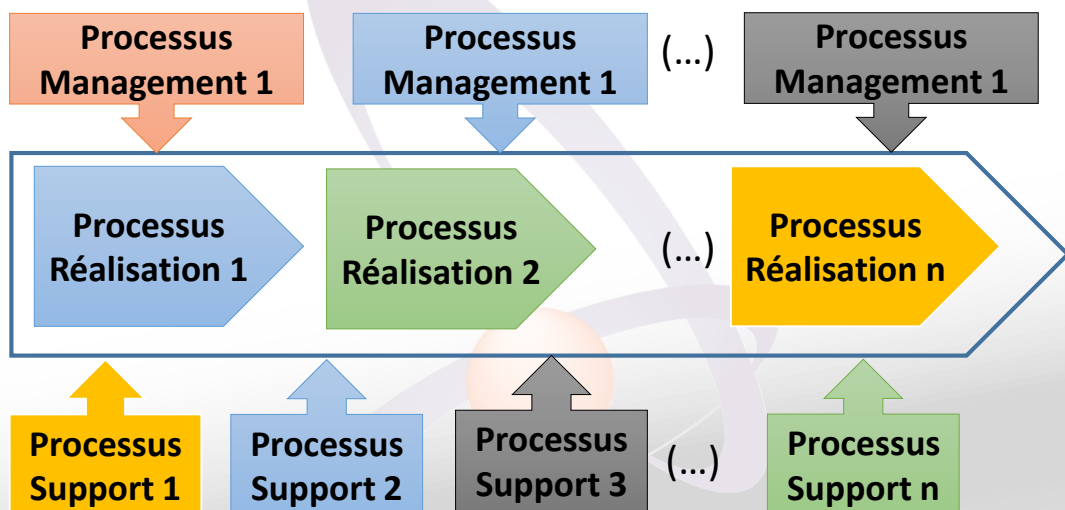 Processus
Management 1
Processus
Management 1
(...)
Processus
Management 1
Processus
Réalisation 1
Processus
Réalisation 2
(...)
Processus
Réalisation n
Processus
Support 1
Processus
Support 2
Processus
Support 3
(...)
Processus
Support n